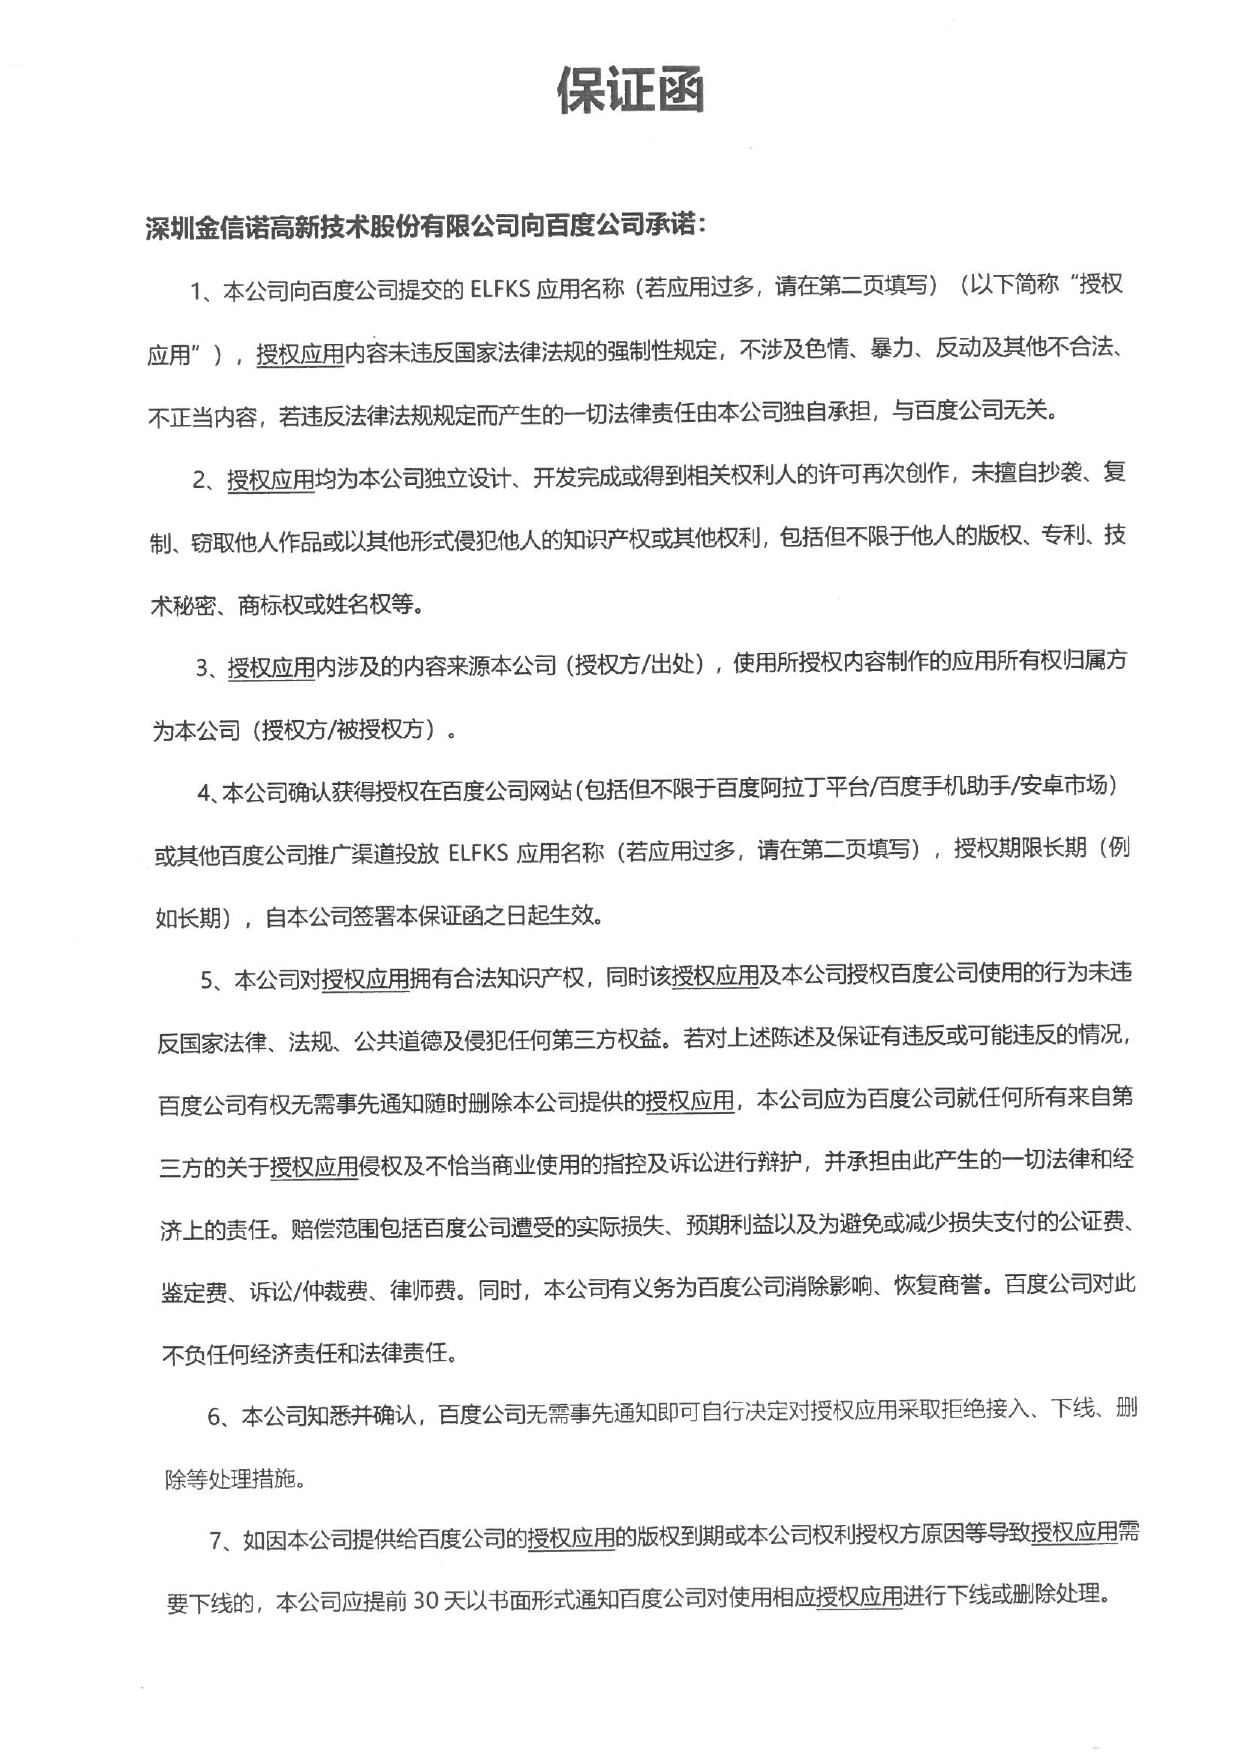 保证函
深圳金信诺高新技术股份有限公司向百度公司承诺：
1、本公司向百度公司提交的 ELFKS 应用名称（若应用过多，请在第二页填写）（以下简称“授权
应用”），授权应用内容未违反国家法律法规的强制性规定，不涉及色情、暴力、反动及其他不合法、
不正当内容，若违反法律法规规定而产生的一切法律责任由本公司独自承担，与百度公司无关。
2、授权应用均为本公司独立设计、开发完成或得到相关权利人的许可再次创作，未擅自抄袭、复
制、窃取他人作品或以其他形式侵犯他人的知识产权或其他权利，包括但不限于他人的版权、专利、技
术秘密、商标权或姓名权等。
3、授权应用内涉及的内容来源本公司（授权方/出处），使用所授权内容制作的应用所有权归属方
为本公司（授权方/被授权方）。
4、本公司确认获得授权在百度公司网站（包括但不限于百度阿拉丁平台/百度手机助手/安卓市场）
或其他百度公司推广渠道投放 ELFKS 应用名称（若应用过多，请在第二页填写），授权期限长期（例
如长期），自本公司签署本保证函之日起生效。
5、本公司对授权应用拥有合法知识产权，同时该授权应用及本公司授权百度公司使用的行为未违
反国家法律、法规、公共道德及侵犯任何第三方权益。若对上述陈述及保证有违反或可能违反的情况，
百度公司有权无需事先通知随时删除本公司提供的授权应用，本公司应为百度公司就任何所有来自第
三方的关于授权应用侵权及不恰当商业使用的指控及诉讼进行辩护，并承担由此产生的一切法律和经
济上的责任。赔偿范围包括百度公司遭受的实际损失、预期利益以及为避免或减少损失支付的公证费、
鉴定费、诉讼/仲裁费、律师费。同时，本公司有义务为百度公司消除影响、恢复商誉。百度公司对此
不负任何经济责任和法律责任。
6、本公司知悉并确认，百度公司无需事先通知即可自行决定对授权应用采取拒绝接入、下线、删
除等处理措施。
7、如因本公司提供给百度公司的授权应用的版权到期或本公司权利授权方原因等导致授权应用需
要下线的，本公司应提前 30 天以书面形式通知百度公司对使用相应授权应用进行下线或删除处理。